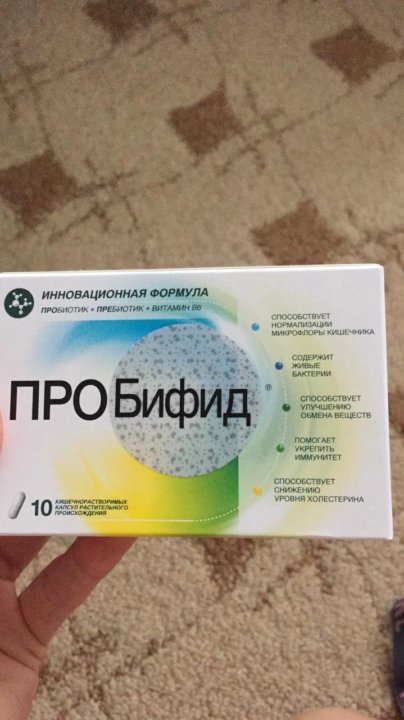 ИННОВАЦИОННАЯ ФОРМУЛА
ПРОБИОТИК + ПРЕБИОТИК + ВИТАМИН В6
ПРОБифид®
10
КИШЕЧНОРАСТВОРИМЫХ
КАПСУЛ РАСТИТЕЛЬНОГО
ПРОИСХОЖДЕНИЯ
СПОСОБСТВУЕТ
НОРМАЛИЗАЦИИ
МИКРОФЛОРЫ КИШЕЧНИКА
СОДЕРЖИТ
ЖИВЫЕ
БАКТЕРИИ
СПОСОБСТВУЕТ
УЛУЧШЕНИЮ
ОБМЕНА ВЕЩЕСТВ
ПОМОГАЕТ
УКРЕПИТЬ
ИММУНИТЕТ
СПОСОБСТВУЕТ
СНИЖЕНИЮ
УРОВНЯ ХОЛЕСТЕРИНА